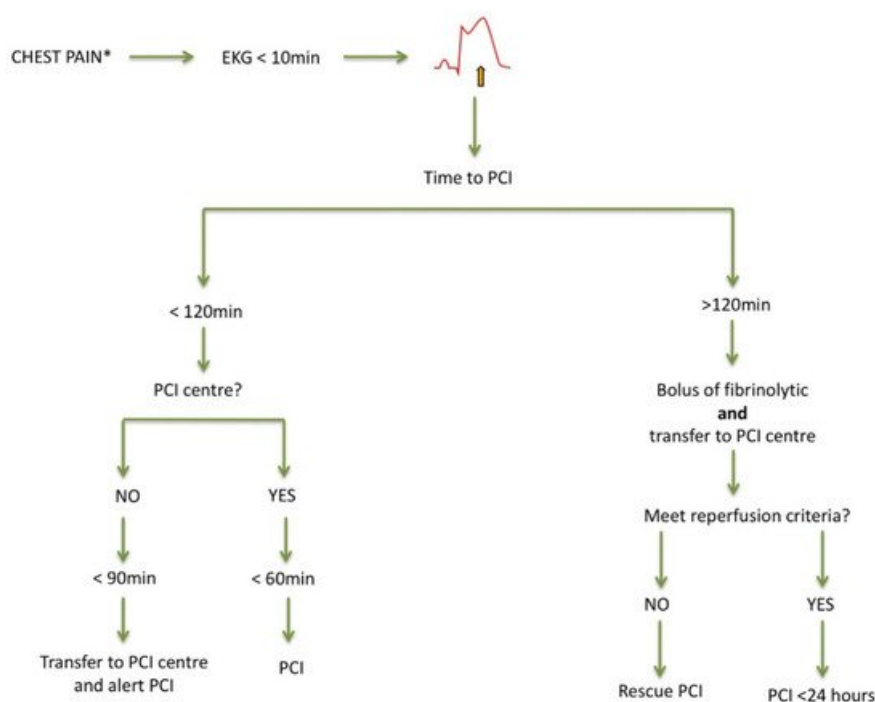 CHEST PAIN*
EKG < 10min
Time to PCI
< 120min
>120min
PCI centre?
Bolus of fibrinolytic
and
transfer to PCI centre
NO
YES
Meet reperfusion criteria?
< 90min
< 60min
NO
YES
Transfer to PCI centre
and alert PCI
PCI
Rescue PCI
PCI <24 hours